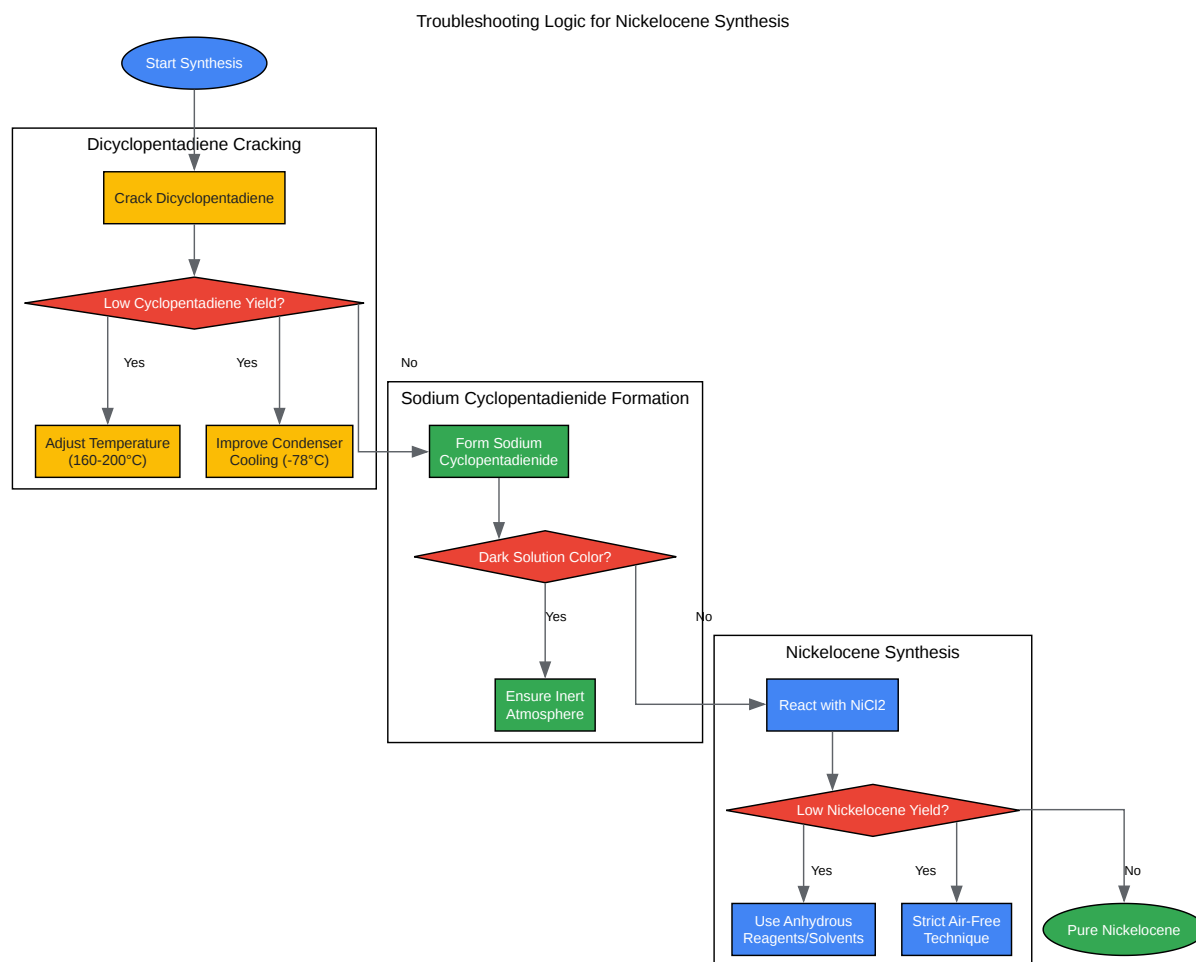 Troubleshooting Logic for Nickelocene Synthesis
Start Synthesis
Dicyclopentadiene Cracking
Crack Dicyclopentadiene
Low Cyclopentadiene Yield?
Yes
Yes
No
Adjust Temperature
(160-200°C)
Improve Condenser
Cooling (-78°C)
Sodium Cyclopentadienide Formation
Form Sodium
Cyclopentadienide
Dark Solution Color?
Yes
No
Ensure Inert
Atmosphere
Nickelocene Synthesis
React with NiCl2
Low Nickelocene Yield?
Yes
Yes
No
Use Anhydrous
Reagents/Solvents
Strict Air-Free
Technique
Pure Nickelocene